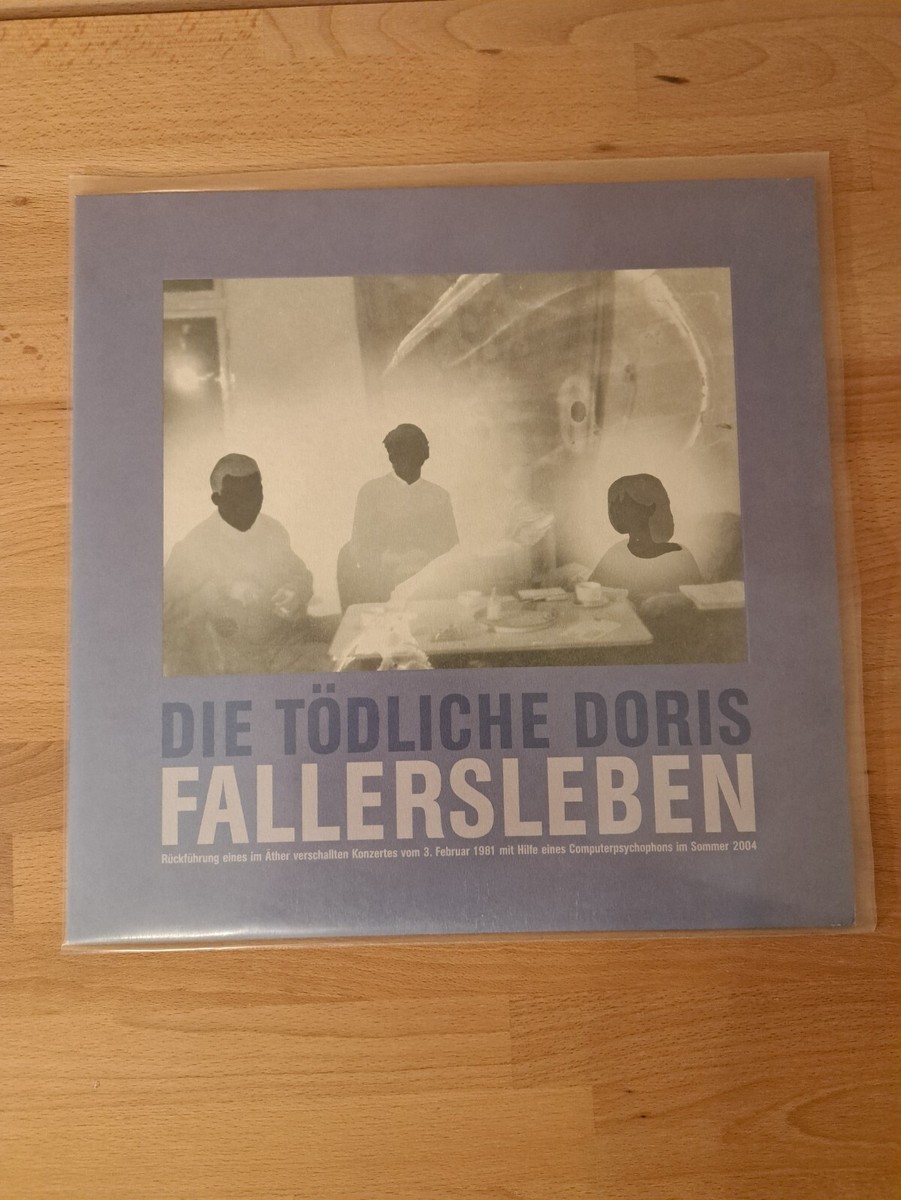 DIE TÖDLICHE DORIS
FALLERSLEBEN
Rückführung eines im Äther verschallten Konzertes vom 3. Februar 1981 mit Hilfe eines Computerpsychophons im Sommer 2004